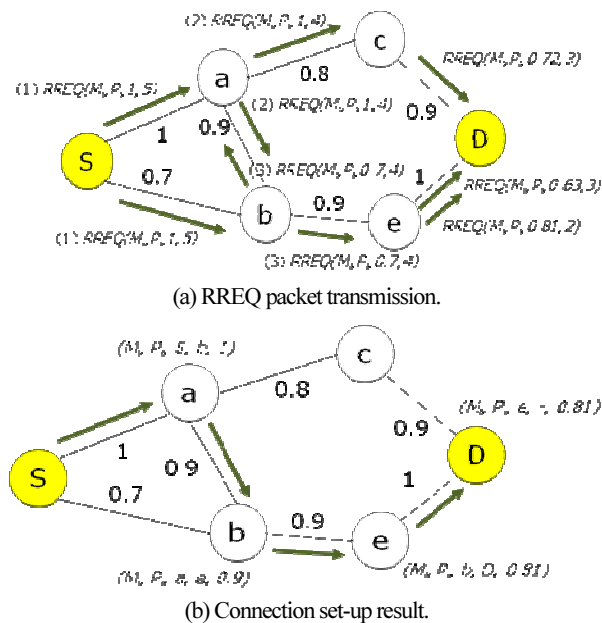 (2) RREQ(M, P, 1, 4)
c
a
0.8
RREQ(M, P, 0.72, 3)
(1) RREQ(M, P, 1, 5)
(2) RREQ(M, P, 1, 4)
1
0.9
0.9
D
S
(3) RREQ(M, P, 0.7, 4)
1
0.7
RREQ(M, P, 0.63, 3)
b
0.9
e
RREQ(M, P, 0.81, 2)
(1) RREQ(M, P, 1, 5)
(3) RREQ(M, P, 0.7, 4)
(a) RREQ packet transmission.
(M, P, S, b, 1)
c
a
0.8
(M, P, e, -, 0.81)
0.9
D
1
0.9
S
1
0.7
0.9
b
e
(M, P, a, e, 0.9)
(M, P, b, D, 0.81)
(b) Connection set-up result.